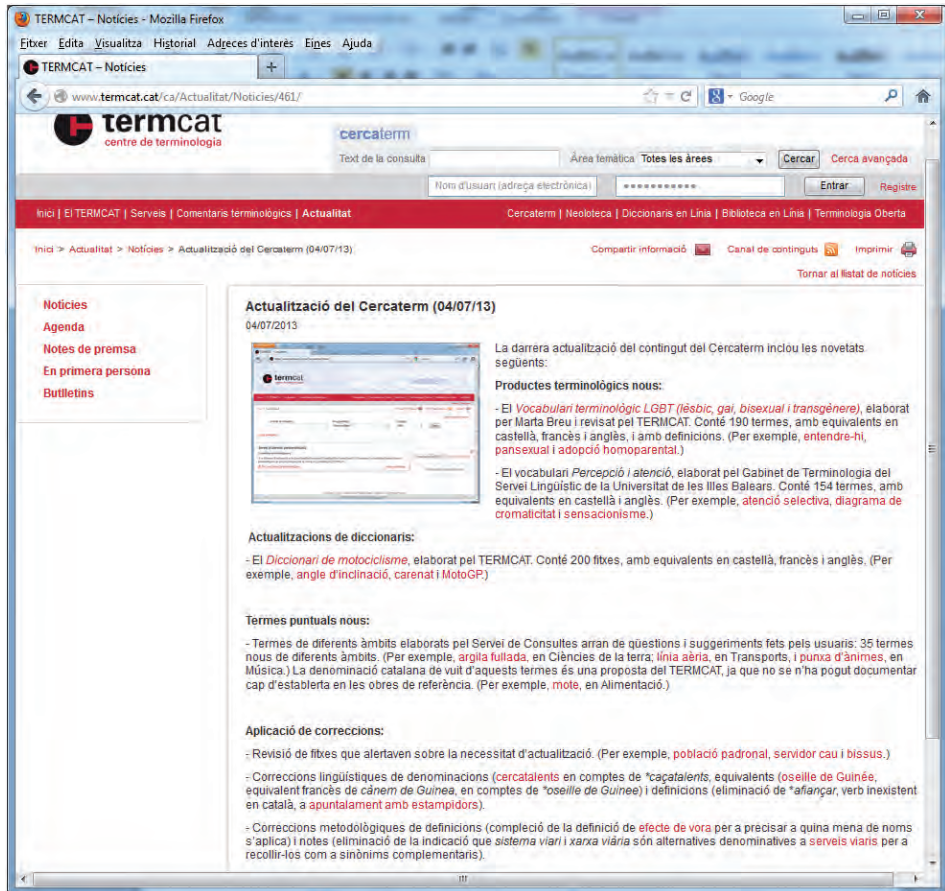 TERMCAT – Notícies - Mozilla Firefox
Fitxer Edita Visualitza Historial Adreces d'interès Eines Ajuda
TERMCAT – Notícies +
www.termcat.cat/ca/Actualitat/Noticies/461/ Google
termcat
centre de terminologia
cercaterm
Text de la consulta Àrea temàtica Totes les àrees Cercar Cerca avançada
Nom d'usuari (adreça electrònica) Entrar Registre
Inici | El TERMCAT | Serveis | Comentaris terminològics | Actualitat Cercaterm | Neoloteca | Diccionaris en Línia | Biblioteca en Línia | Terminologia Oberta
Inici > Actualitat > Notícies > Actualització del Cercaterm (04/07/13) Compartir informació Canal de continguts Imprimir
Tornar al llistat de notícies
Notícies
Agenda
Notes de premsa
En primera persona
Butlletins
Actualització del Cercaterm (04/07/13)
04/07/2013
termcat
La darrera actualització del contingut del Cercaterm inclou les novetats
següents:
Productes terminològics nous:
- El Vocabulari terminològic LGBT (lèsbic, gai, bisexual i transgènere), elaborat
per Marta Breu i revisat pel TERMCAT. Conté 190 termes, amb equivalents en
castellà, francès i anglès, i amb definicions. (Per exemple, entendre-hi,
pansexual i adopció homoparental.)
- El vocabulari Percepció i atenció, elaborat pel Gabinet de Terminologia del
Servei Lingüístic de la Universitat de les Illes Balears. Conté 154 termes, amb
equivalents en castellà i anglès. (Per exemple, atenció selectiva, diagrama de
cromaticitat i sensacionisme.)
Actualitzacions de diccionaris:
- El Diccionari de motociclisme, elaborat pel TERMCAT. Conté 200 fitxes, amb equivalents en castellà, francès i anglès. (Per
exemple, angle d'inclinació, carenat i MotoGP.)
Termes puntuals nous:
- Termes de diferents àmbits elaborats pel Servei de Consultes arran de qüestions i suggeriments fets pels usuaris: 35 termes
nous de diferents àmbits. (Per exemple, argila fullada, en Ciències de la terra; línia aèria, en Transports, i punxa d'ànimes, en
Música.) La denominació catalana de vuit d'aquests termes és una proposta del TERMCAT, ja que no se n'ha pogut documentar
cap d'establerta en les obres de referència. (Per exemple, mote, en Alimentació.)
Aplicació de correccions:
- Revisió de fitxes que alertaven sobre la necessitat d'actualització. (Per exemple, població padronal, servidor cau i bissus.)
- Correccions lingüístiques de denominacions (cercatalents en comptes de *caçatalents, equivalents (oseille de Guinée,
equivalent francès de cànem de Guinea, en comptes de *oseille de Guinee) i definicions (eliminació de *afiançar, verb inexistent
en català, a apuntalament amb estampidors).
- Correccions metodològiques de definicions (compleció de la definició de efecte de vora per a precisar a quina mena de noms
s'aplica) i notes (eliminació de la indicació que sistema viari i xarxa viària són alternatives denominatives a serveis viaris per a
recollir-los com a sinònims complementaris).